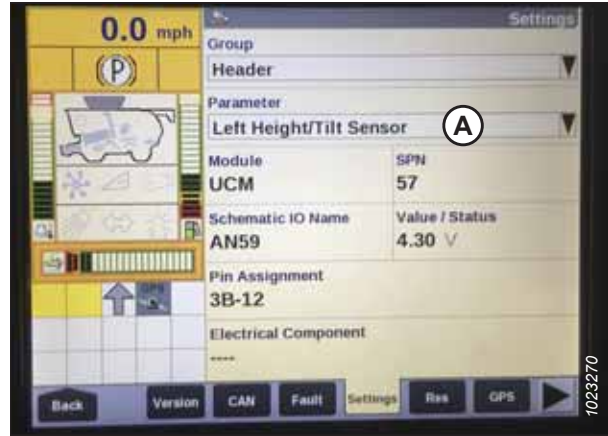 0.0 mph
Settings
Group
(P)
Header
Parameter
Left Height/Tilt Sensor
A
Module
SPN
UCM
57
Schematic IO Name
Value / Status
AN59
4.30 V
Pin Assignment
3B-12
GPS
Electrical Component
----
Back
Version
CAN
Fault
Settings
Res
GPS
1023270